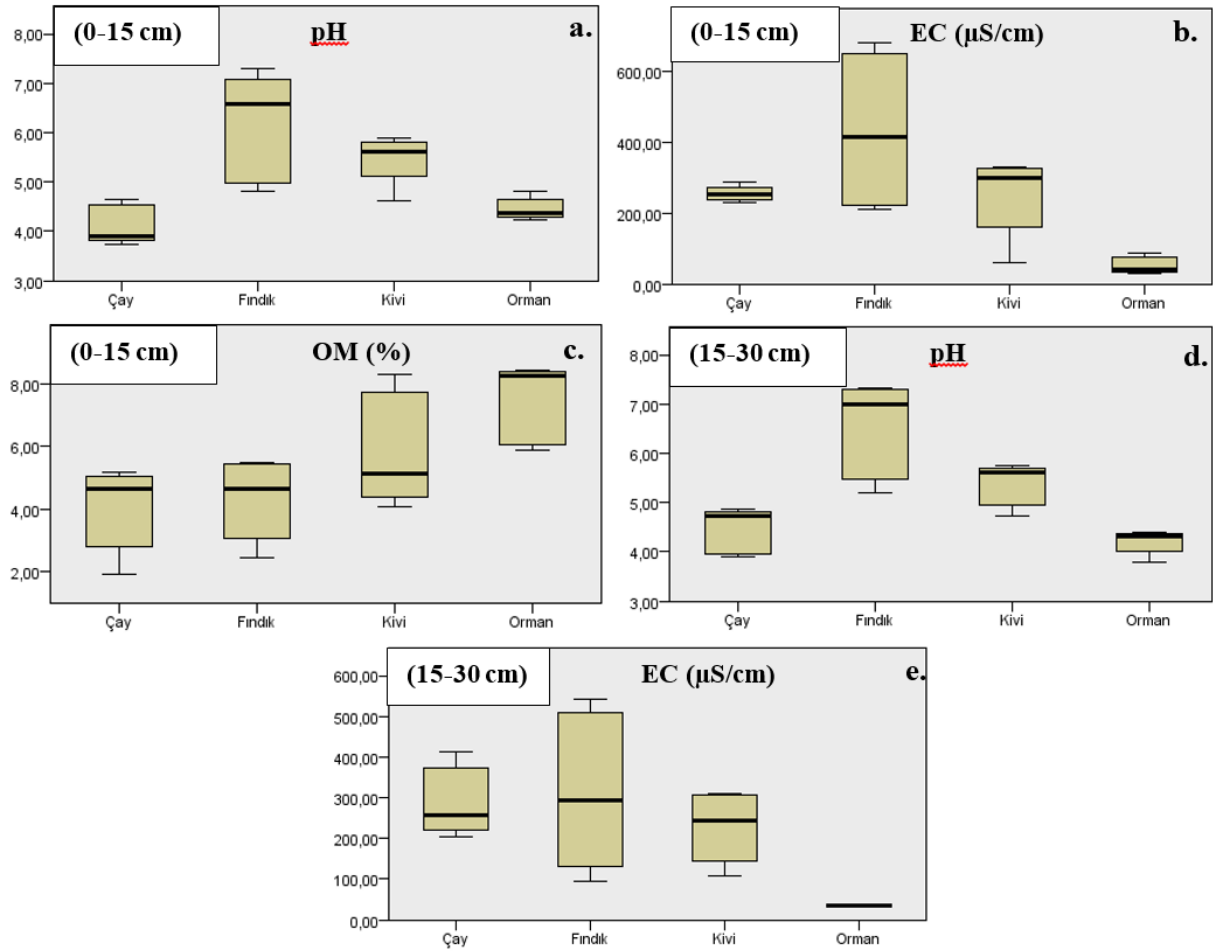 (0-15 cm) pH a.
8,00
7,00
6,00
5,00
4,00
3,00
Çay Fındık Kivi Orman
(0-15 cm) EC (µS/cm) b.
600,00
400,00
200,00
0,00
Çay Fındık Kivi Orman
(0-15 cm) OM (%) c.
8,00
6,00
4,00
2,00
Çay Fındık Kivi Orman
(15-30 cm) pH d.
8,00
7,00
6,00
5,00
4,00
3,00
Çay Fındık Kivi Orman
(15-30 cm) EC (µS/cm) e.
600,00
500,00
400,00
300,00
200,00
100,00
0,00
Çay Fındık Kivi Orman